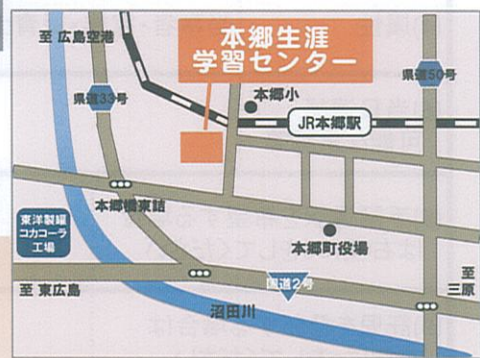 至 広島空港
本郷生涯
学習センター
県道33号
本郷小
県道50号
JR本郷駅
本郷橋東詰
東洋製罐
コカコーラ
工場
本郷町役場
至 東広島
国道2号
至
三原
沼田川